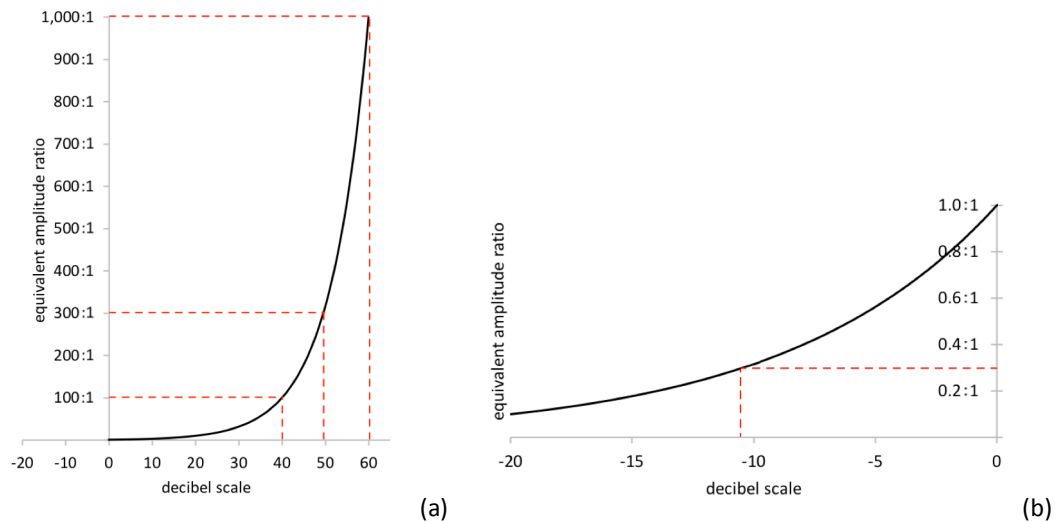 1,000:1
900:1
800:1
700:1
600:1
500:1
400:1
300:1
200:1
100:1
equivalent amplitude ratio
-20 -10 0 10 20 30 40 50 60
decibel scale
(a)
1.0:1
0.8:1
0.6:1
0.4:1
0.2:1
equivalent amplitude ratio
-20 -15 -10 -5 0
decibel scale
(b)